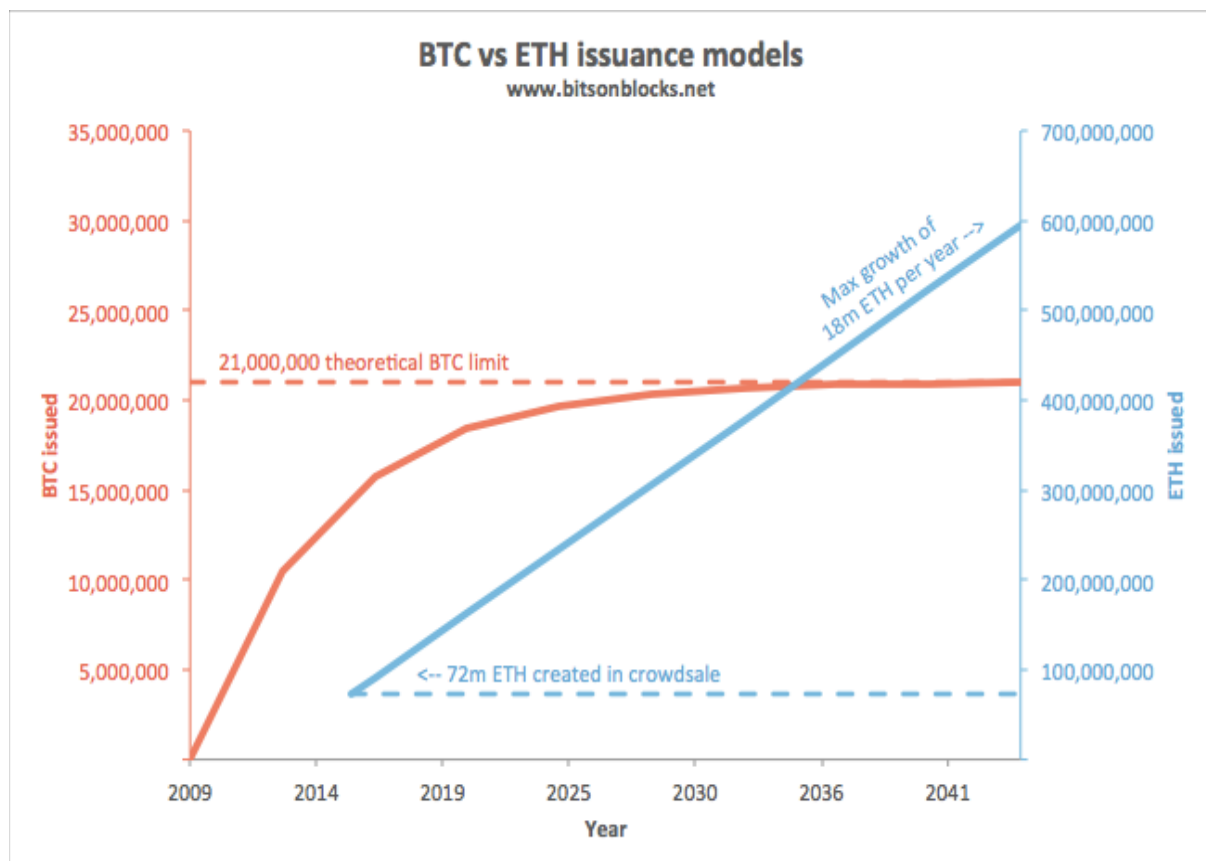 BTC vs ETH issuance models
www.bitsonblocks.net
35,000,000
30,000,000
25,000,000
20,000,000
15,000,000
10,000,000
5,000,000
BTC issued
700,000,000
600,000,000
500,000,000
400,000,000
300,000,000
200,000,000
100,000,000
ETH issued
Max growth of
18m ETH per year -->
21,000,000 theoretical BTC limit
<-- 72m ETH created in crowdsale
2009 2014 2019 2025 2030 2036 2041
Year